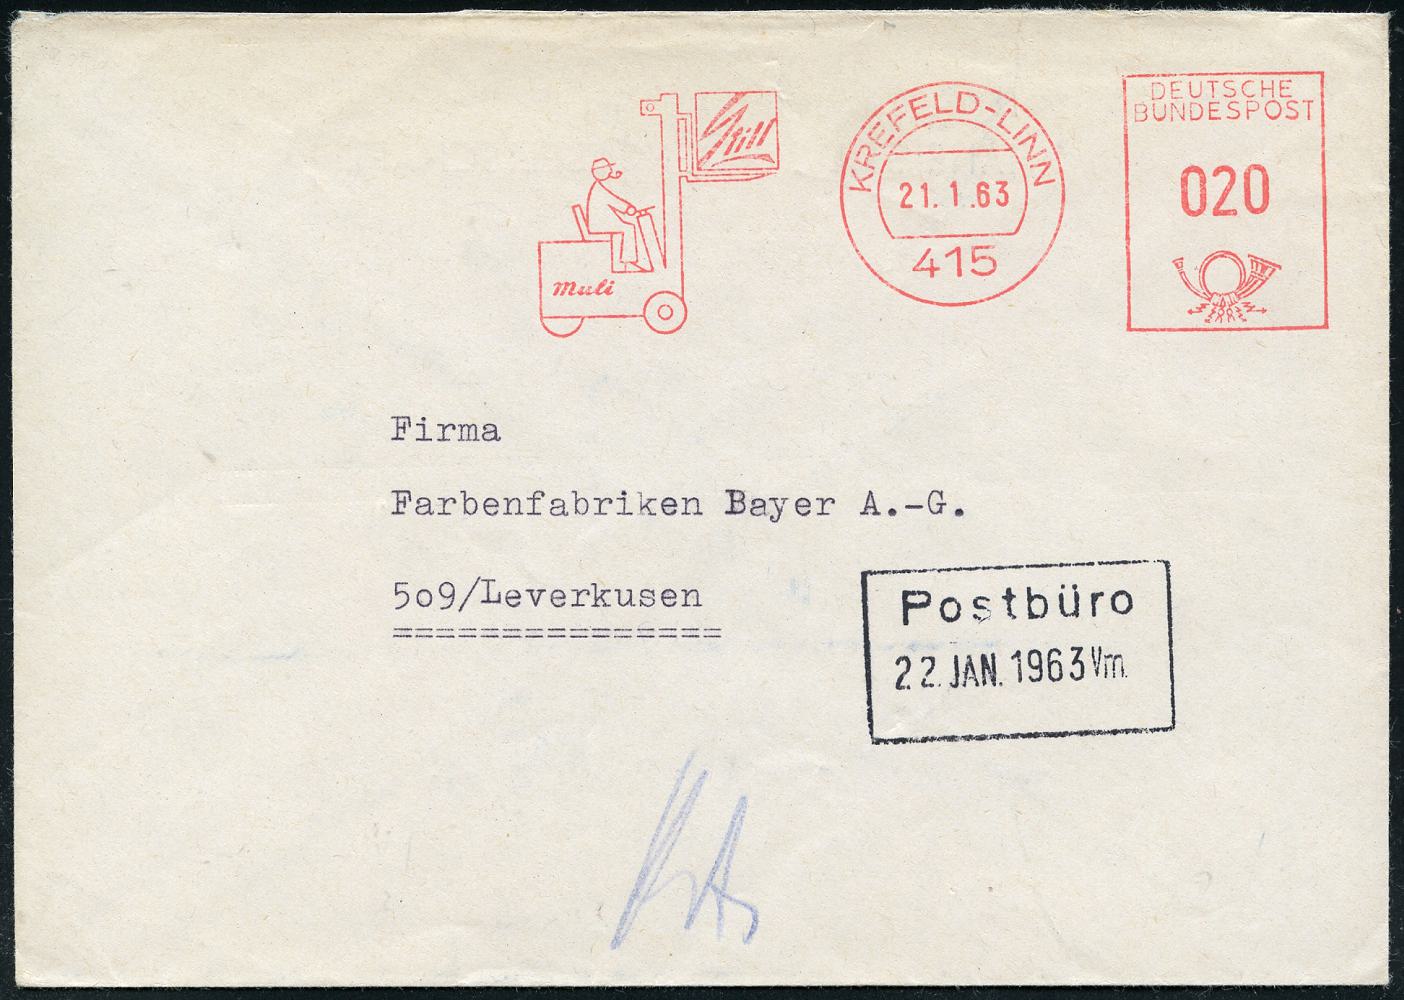 Still
muli
KREFELD-LINN
21.1.63
415
DEUTSCHE
BUNDESPOST
020
Firma
Farbenfabriken Bayer A.-G.
5o9/Leverkusen
===============
Postbüro
22. JAN. 1963 Vm.